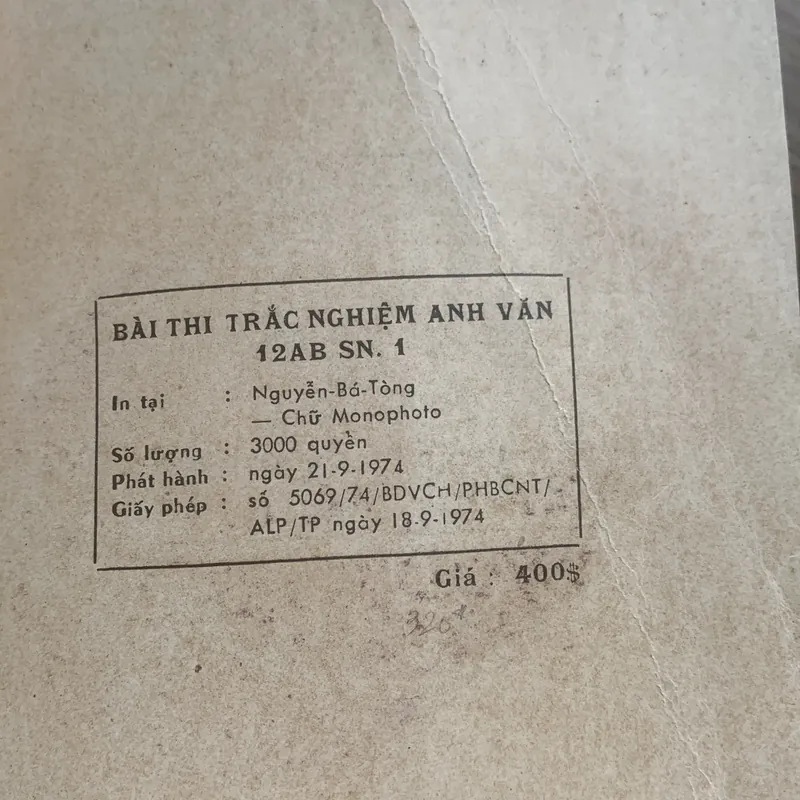 BÀI THI TRẮC NGHIỆM ANH VĂN
12AB SN. 1
In tại : Nguyễn-Bá-Tòng
— Chữ Monophoto
Số lượng : 3000 quyển
Phát hành : ngày 21-9-1974
Giấy phép : số 5069/74/BDVCH/PHBCNT/
ALP/TP ngày 18-9-1974
Giá : 400$
320đ